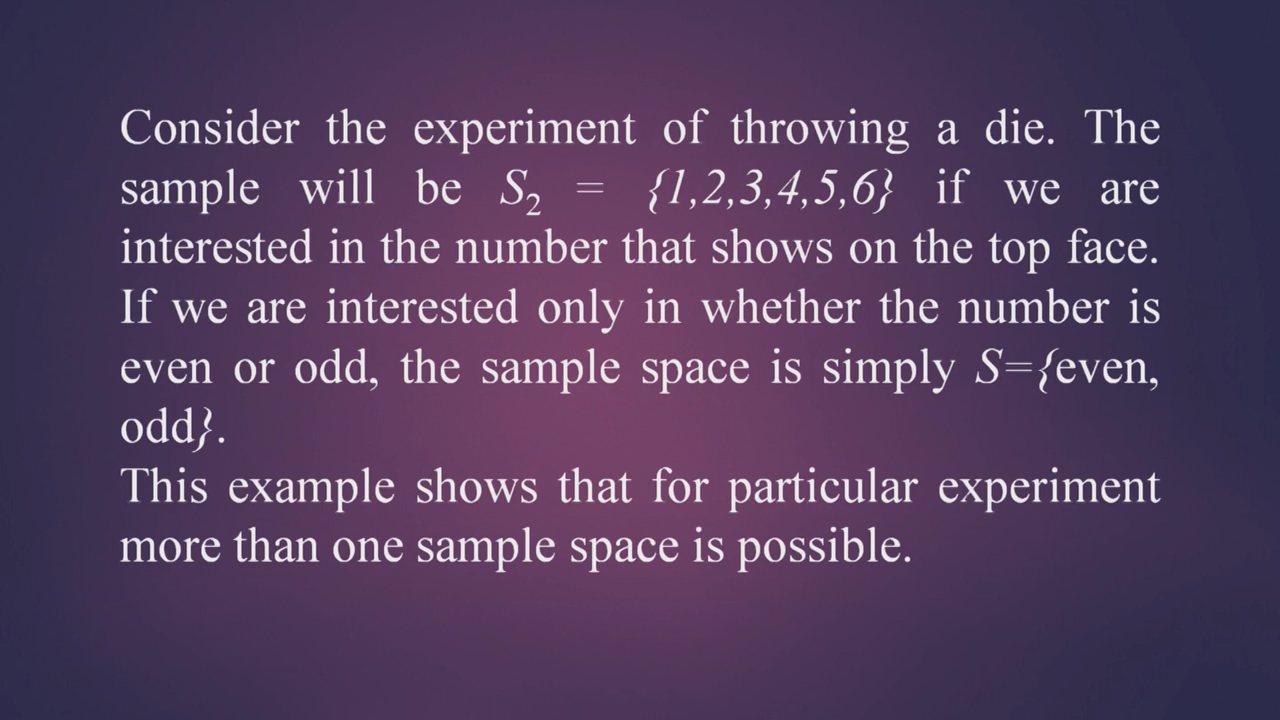 Consider the experiment of throwing a die. The
sample will be S₂ = {1,2,3,4,5,6} if we are
interested in the number that shows on the top face.
If we are interested only in whether the number is
even or odd, the sample space is simply S={even,
odd}.
This example shows that for particular experiment
more than one sample space is possible.